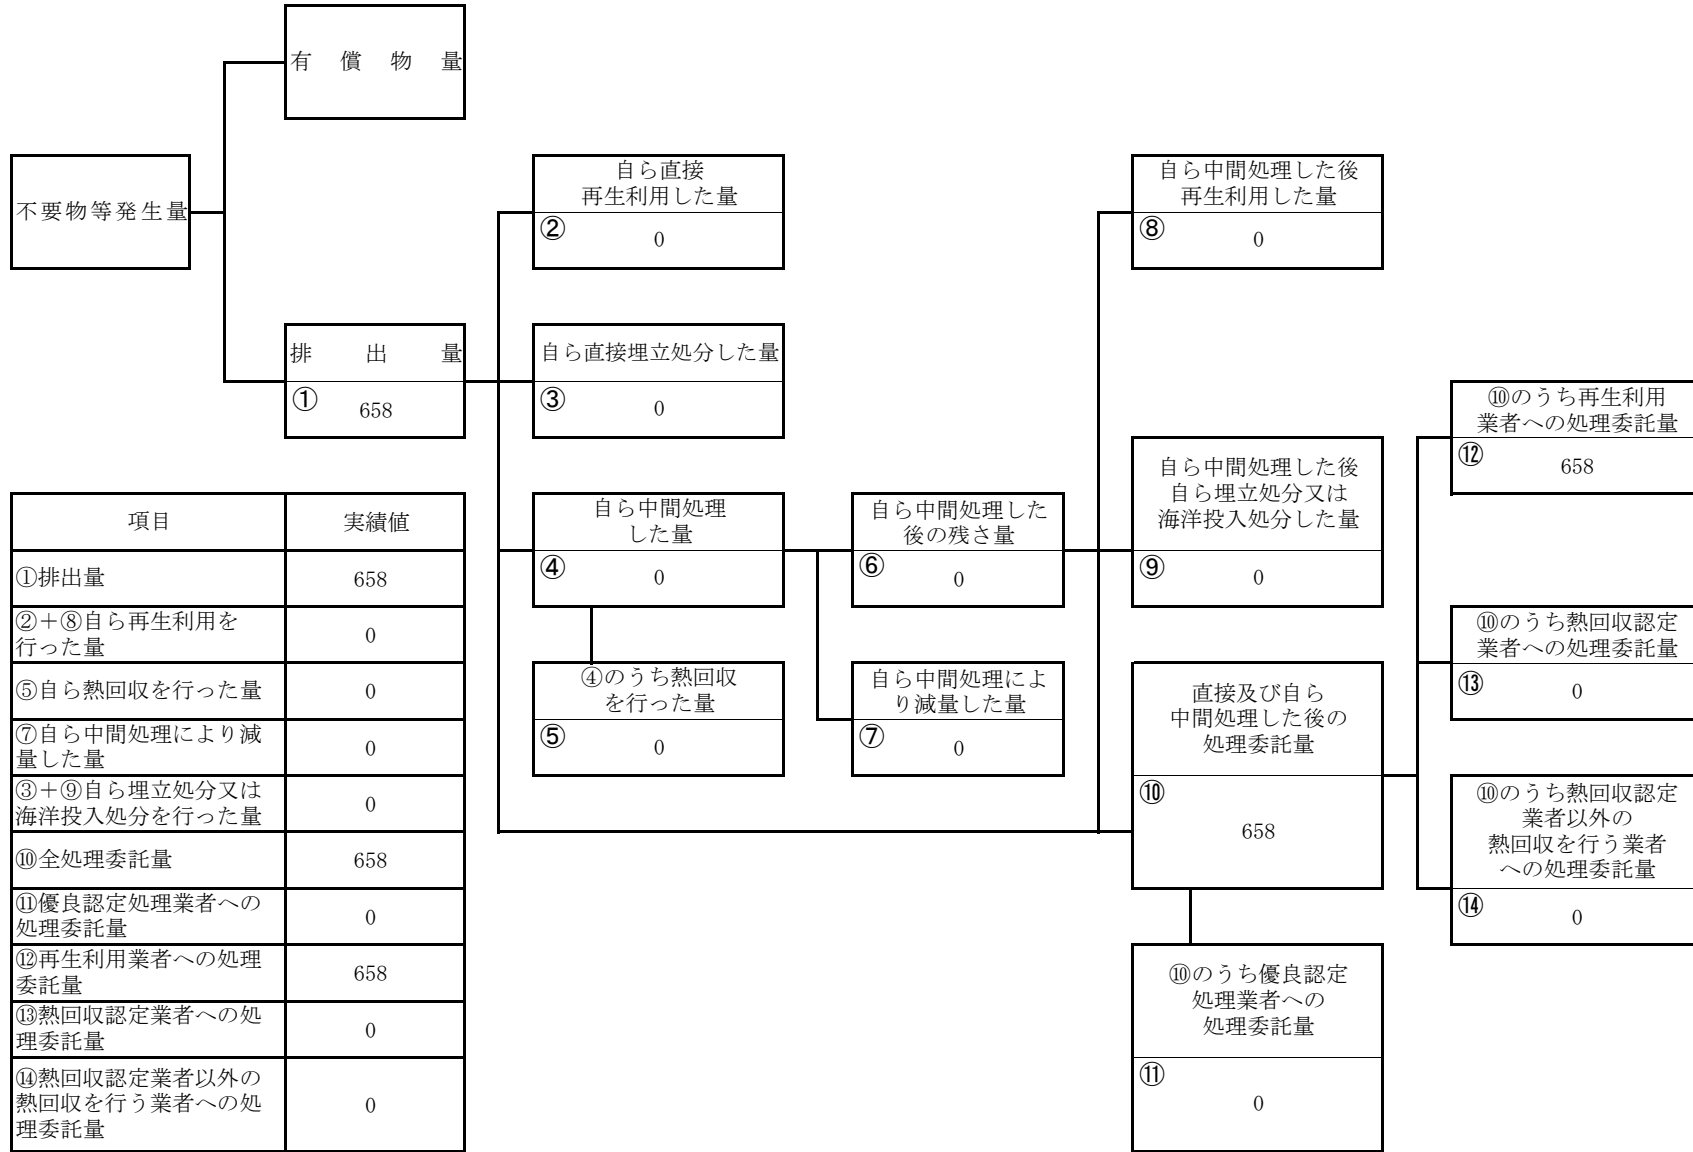 有償物量
不要物等発生量
自ら直接
再生利用した量
②
0
自ら中間処理した後
再生利用した量
⑧
0
排出量
①
658
自ら直接埋立処分した量
③
0
⑩のうち再生利用
業者への処理委託量
⑫
658
自ら中間処理
した量
④
0
自ら中間処理した
後の残さ量
⑥
0
自ら中間処理した後
自ら埋立処分又は
海洋投入処分した量
⑨
0
④のうち熱回収
を行った量
⑤
0
自ら中間処理によ
り減量した量
⑦
0
直接及び自ら
中間処理した後の
処理委託量
⑩
658
⑩のうち熱回収認定
業者への処理委託量
⑬
0
⑩のうち熱回収認定
業者以外の
熱回収を行う業者
への処理委託量
⑭
0
⑩のうち優良認定
処理業者への
処理委託量
⑪
0
項目 実績値
①排出量 658
②+⑧自ら再生利用を
行った量 0
⑤自ら熱回収を行った量 0
⑦自ら中間処理により減
量した量 0
③+⑨自ら埋立処分又は
海洋投入処分を行った量 0
⑩全処理委託量 658
⑪優良認定処理業者への
処理委託量 0
⑫再生利用業者への処理
委託量 658
⑬熱回収認定業者への処
理委託量 0
⑭熱回収認定業者以外の
熱回収を行う業者への処
理委託量 0